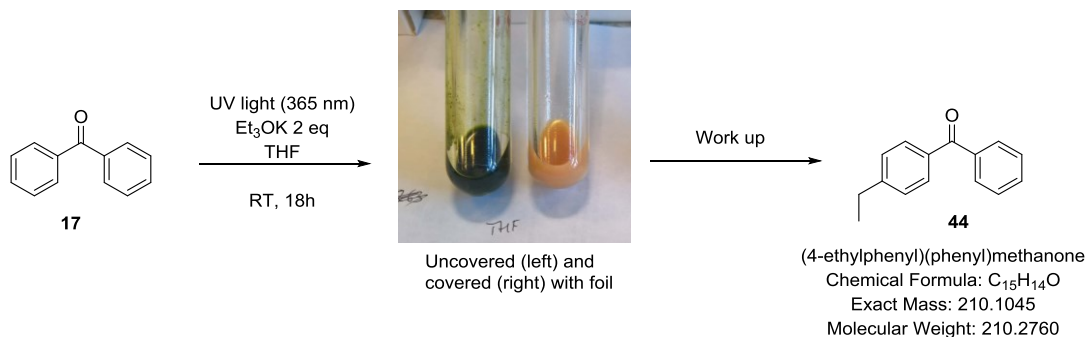 UV light (365 nm)
Et₃OK 2 eq
THF
RT, 18h
O
17
THF
Uncovered (left) and
covered (right) with foil
Work up
O
44
(4-ethylphenyl)(phenyl)methanone
Chemical Formula: C₁₅H₁₄O
Exact Mass: 210.1045
Molecular Weight: 210.2760